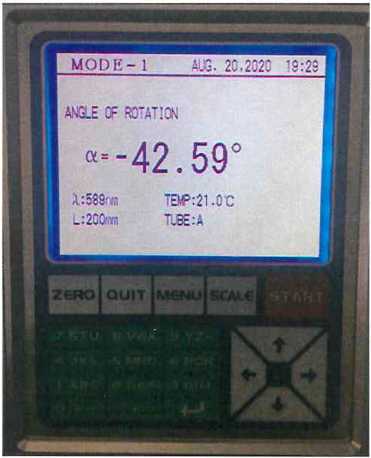 MODE-1 AUG. 20,2020 19:29
ANGLE OF ROTATION
α=-42.59°
λ:589nm TEMP:21.0℃
L:200mm TUBE:A
ZERO QUIT MENU SCALE START